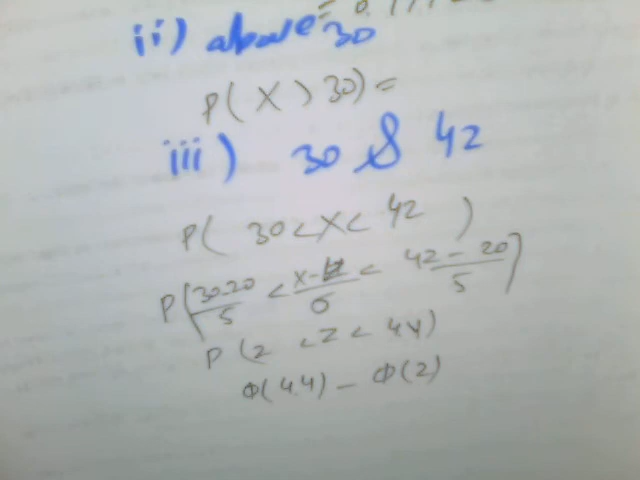 = 0.
ii) above 30
P( X > 30) =
iii) 30 & 42
P( 30 < X < 42 )
P( 30-20/5 < X-μ/σ < 42-20/5 )
P (2 < Z < 4.4)
Φ(4.4) - Φ(2)